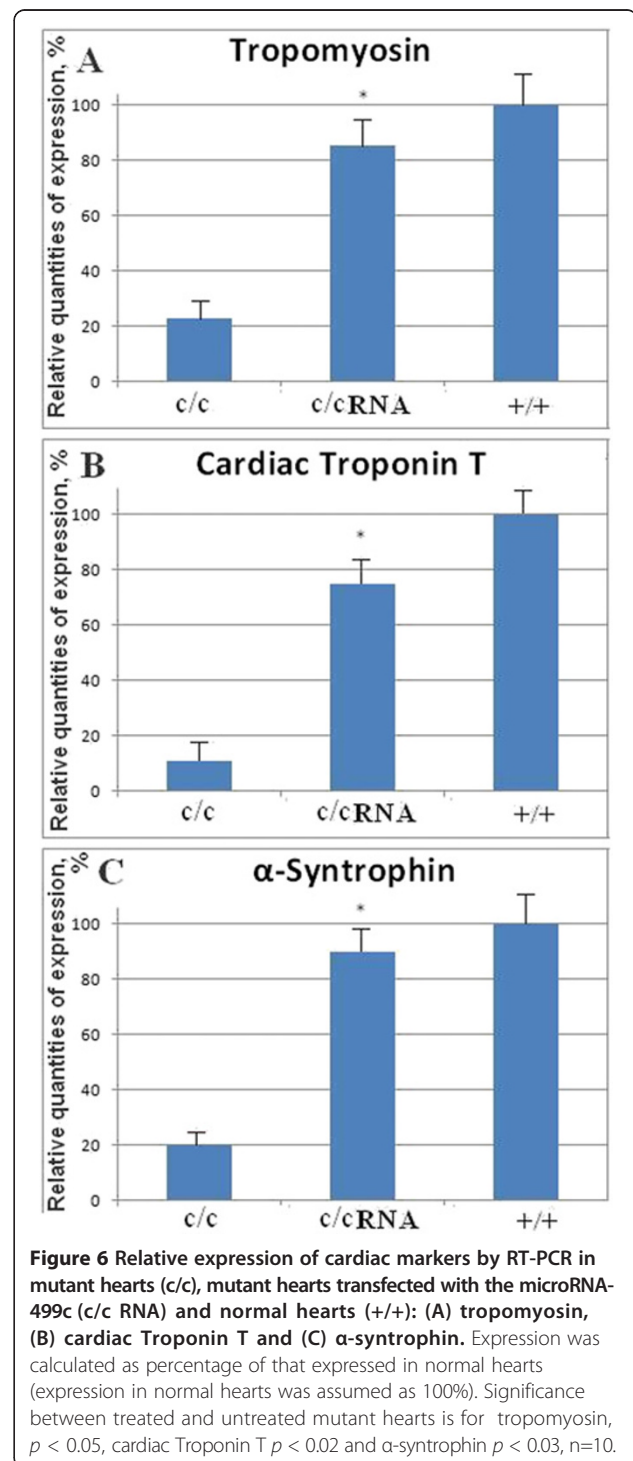 A
Tropomyosin
Relative quantities of expression, %
100
80
60
40
20
0
*
c/c
c/cRNA
+/+
B
Cardiac Troponin T
Relative quantities of expression, %
100
80
60
40
20
0
*
c/c
c/cRNA
+/+
C
α-Syntrophin
Relative quantities of expression, %
100
80
60
40
20
0
*
c/c
c/cRNA
+/+
Figure 6 Relative expression of cardiac markers by RT-PCR in
mutant hearts (c/c), mutant hearts transfected with the microRNA-
499c (c/c RNA) and normal hearts (+/+): (A) tropomyosin,
(B) cardiac Troponin T and (C) α-syntrophin. Expression was
calculated as percentage of that expressed in normal hearts
(expression in normal hearts was assumed as 100%). Significance
between treated and untreated mutant hearts is for tropomyosin,
p < 0.05, cardiac Troponin T p < 0.02 and α-syntrophin p < 0.03, n=10.